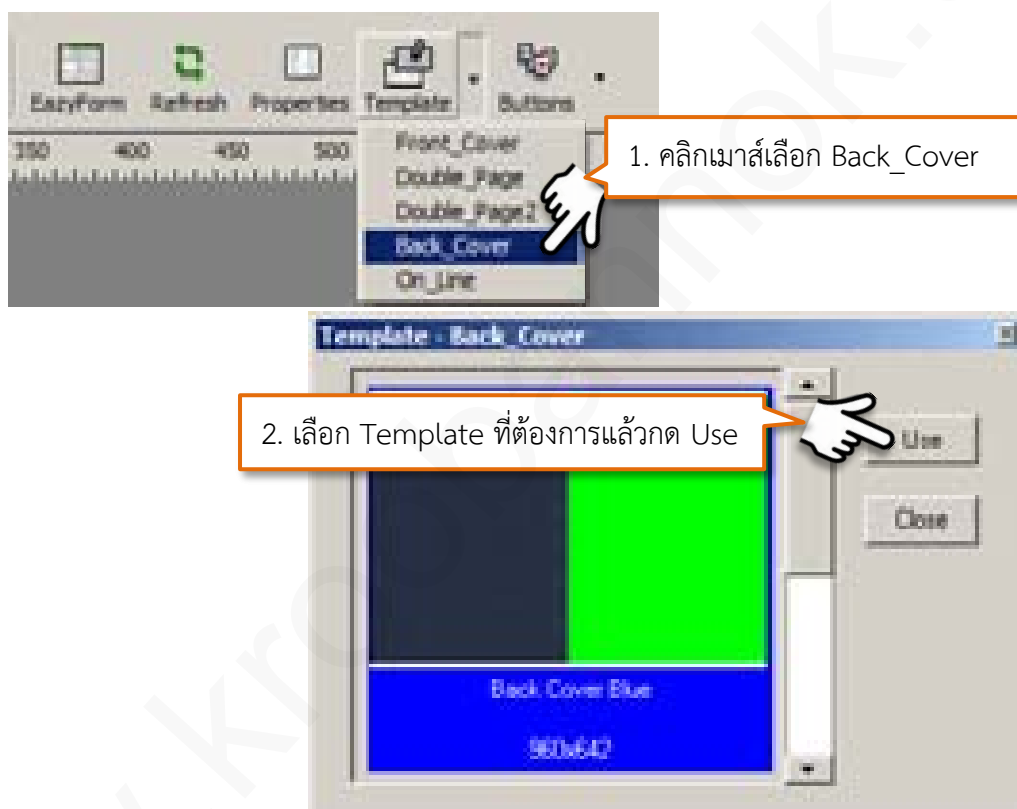 EazyForm Refresh Properties Template Buttons
350 400 450 500
Front_Cover
1. คลิกเมาส์เลือก Back_Cover
Double_Page
Double_Page2
Back_Cover
On_Line
Template - Back_Cover
2. เลือก Template ที่ต้องการแล้วกด Use
Use
Close
Back Cover Blue
960x642